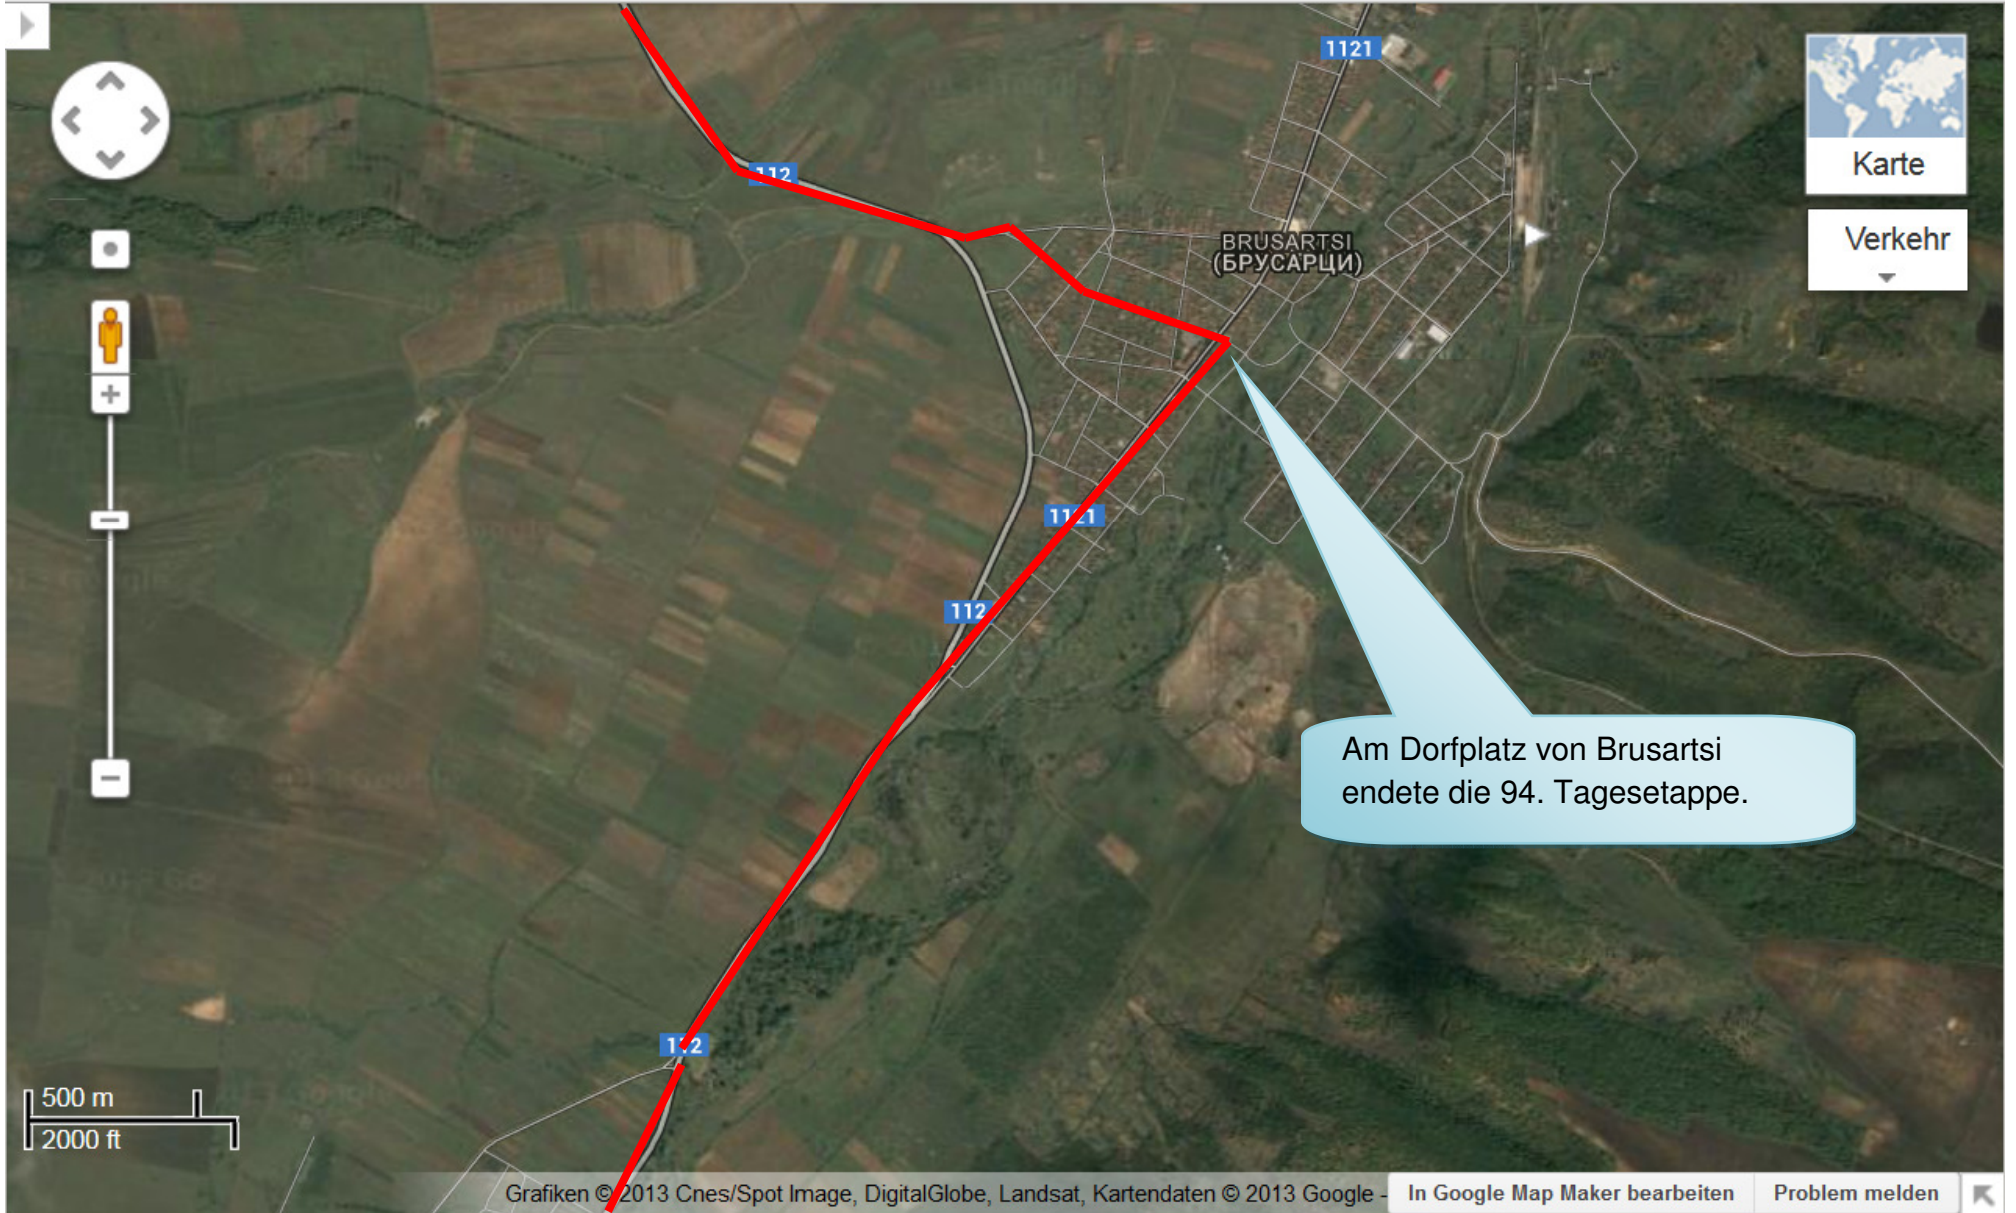 1121
Karte
112
Verkehr
BRUSARTSI
(БРУСАРЦИ)
1121
112
Am Dorfplatz von Brusartsi
endete die 94. Tagesetappe.
112
500 m
2000 ft
Grafiken © 2013 Cnes/Spot Image, DigitalGlobe, Landsat, Kartendaten © 2013 Google -
In Google Map Maker bearbeiten
Problem melden